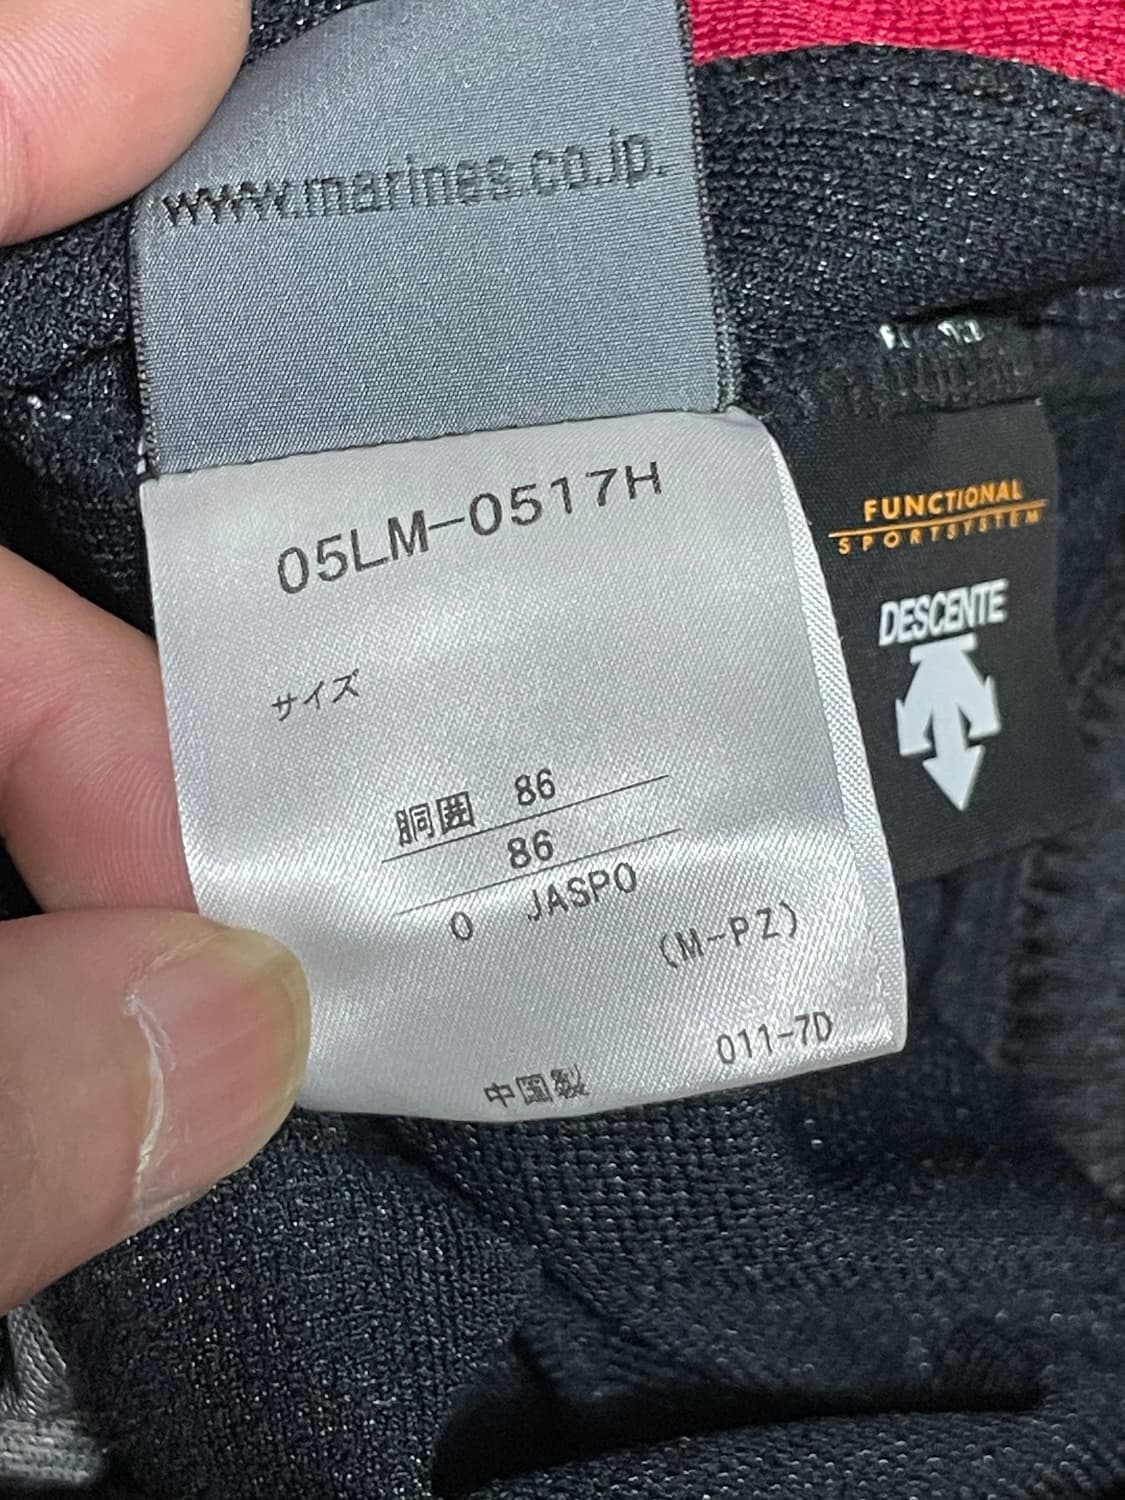 www.marines.co.jp.
05LM-0517H
サイズ
胴囲 86
86
O JASPO
(M-PZ)
011-7D
中国製
FUNCTIONAL
SPORTSYSTEM
DESCENTE